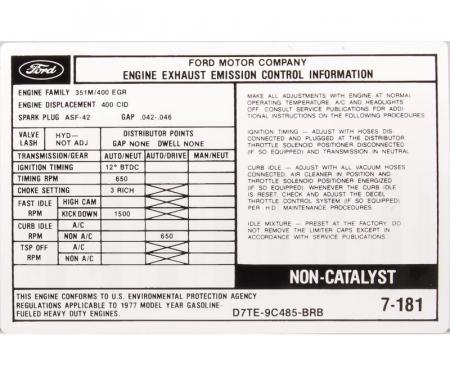 Ford
FORD MOTOR COMPANY
ENGINE EXHAUST EMISSION CONTROL INFORMATION
ENGINE FAMILY 351M/400 EGR
ENGINE DISPLACEMENT 400 CID
SPARK PLUG ASF-42 GAP .042-.046
VALVE LASH HYD— NOT ADJ DISTRIBUTOR POINTS
GAP NONE DWELL NONE
TRANSMISSION/GEAR AUTO/NEUT AUTO/DRIVE MAN/NEUT
IGNITION TIMING 12° BTDC
TIMING RPM 650
CHOKE SETTING 3 RICH
FAST IDLE RPM HIGH CAM
KICKDOWN 1500
CURB IDLE RPM A/C
NON A/C 650
TSP OFF RPM A/C
NON A/C
MAKE ALL ADJUSTMENTS WITH ENGINE AT NORMAL
OPERATING TEMPERATURE, A/C AND HEADLIGHTS
OFF. CONSULT SERVICE PUBLICATIONS FOR ADDI-
TIONAL INSTRUCTIONS ON THE FOLLOWING PROCEDURES
IGNITION TIMING — ADJUST WITH HOSES DIS-
CONNECTED AND PLUGGED AT THE DISTRIBUTOR
THROTTLE SOLENOID POSITIONER DISCONNECTED
(IF SO EQUIPPED) AND TRANSMISSION IN NEUTRAL
CURB IDLE — ADJUST WITH ALL VACUUM HOSES
CONNECTED, AIR CLEANER IN POSITION AND
THROTTLE SOLENOID POSITIONER ENERGIZED
(IF SO EQUIPPED) WHENEVER THE CURB IDLE
IS RESET CHECK AND ADJUST THE DECEL
THROTTLE CONTROL SYSTEM (IF SO EQUIPPED)
PER H.D. MAINTENANCE PROCEDURES.
IDLE MIXTURE — PRESET AT THE FACTORY. DO
NOT REMOVE THE LIMITER CAPS EXCEPT IN
ACCORDANCE WITH SERVICE PUBLICATIONS.
NON-CATALYST
THIS ENGINE CONFORMS TO U.S. ENVIRONMENTAL PROTECTION AGENCY
REGULATIONS APPLICABLE TO 1977 MODEL YEAR GASOLINE-
FUELED HEAVY DUTY ENGINES.
D7TE-9C485-BRB
7-181